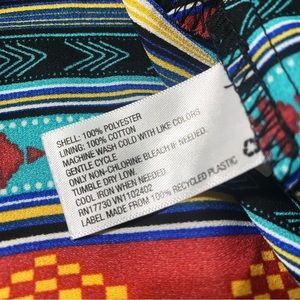 SHELL: 100% POLYESTER
LINING: 100% COTTON
MACHINE WASH COLD WITH LIKE COLORS
GENTLE CYCLE
ONLY NON-CHLORINE BLEACH IF NEEDED.
TUMBLE DRY LOW.
COOL IRON WHEN NEEDED.
RN17730 VN1102402
LABEL MADE FROM 100% RECYCLED PLASTIC